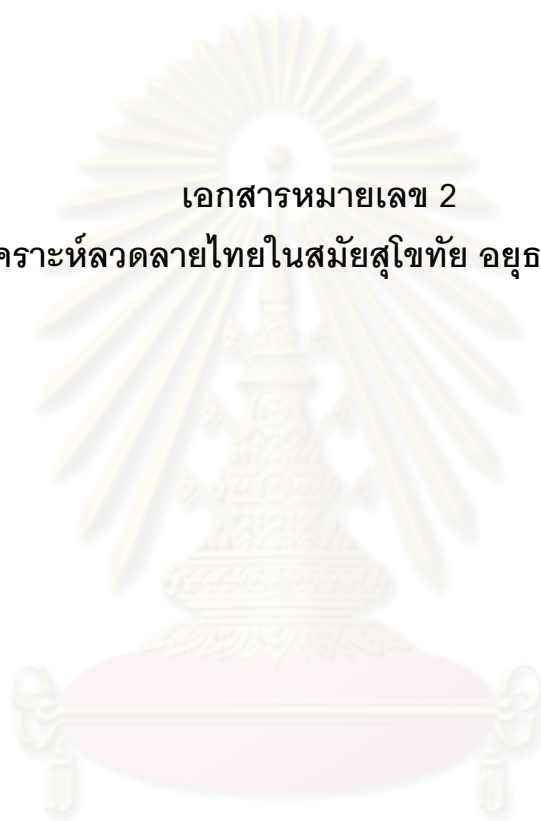 เอกสารหมายเลข 2
คราะห์ลวดลายไทยในสมัยสุโขทัย อยุธ